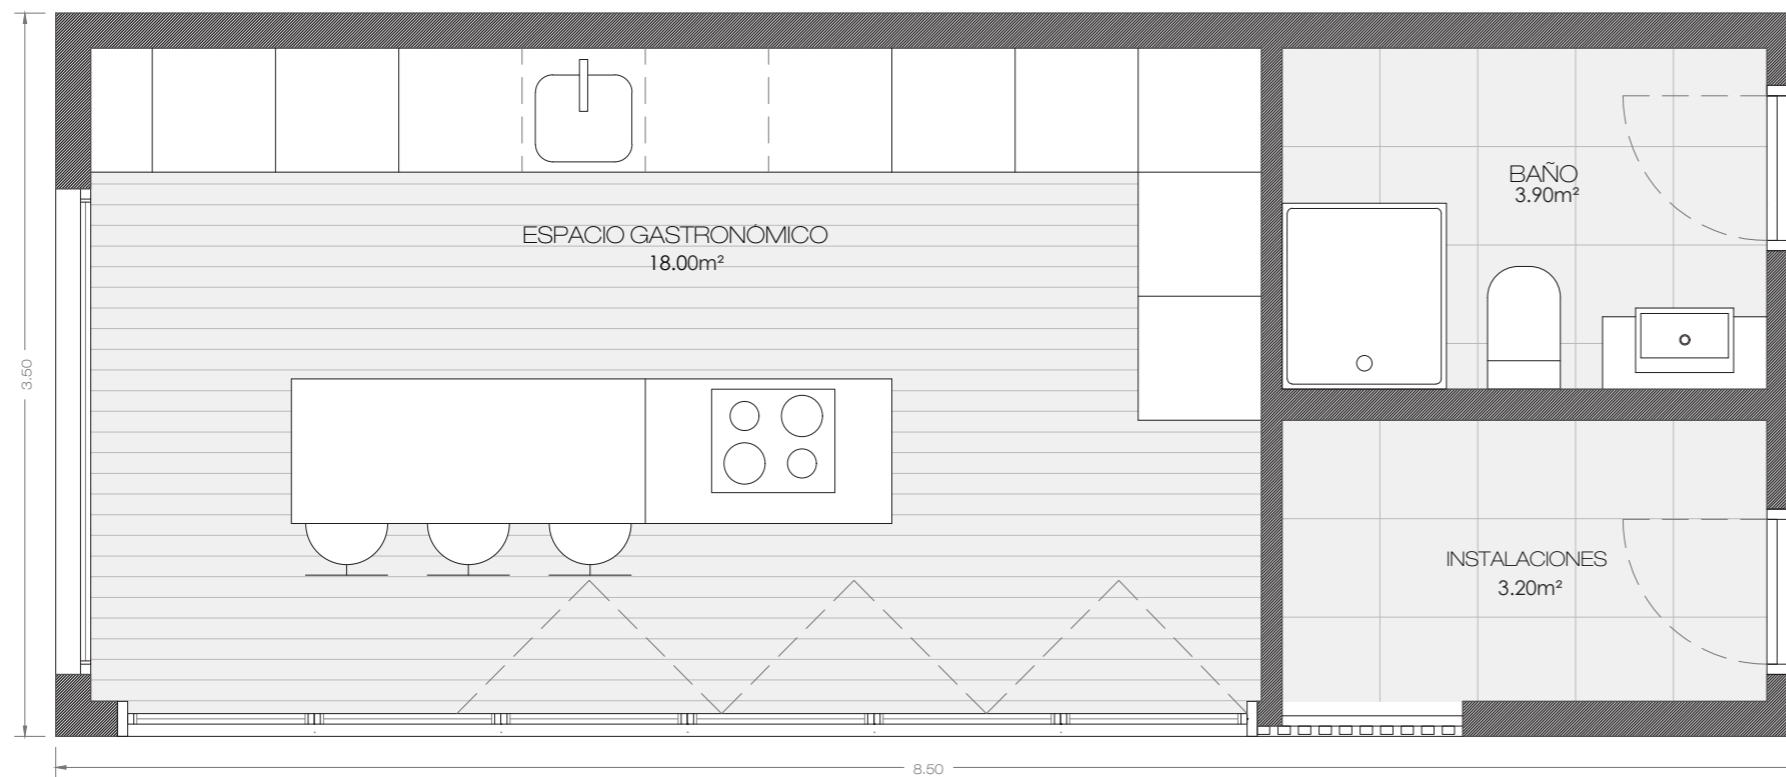 BAÑO
3.90m²
ESPACIO GASTRONÓMICO
18.00m²
3.50
INSTALACIONES
3.20m²
8.50